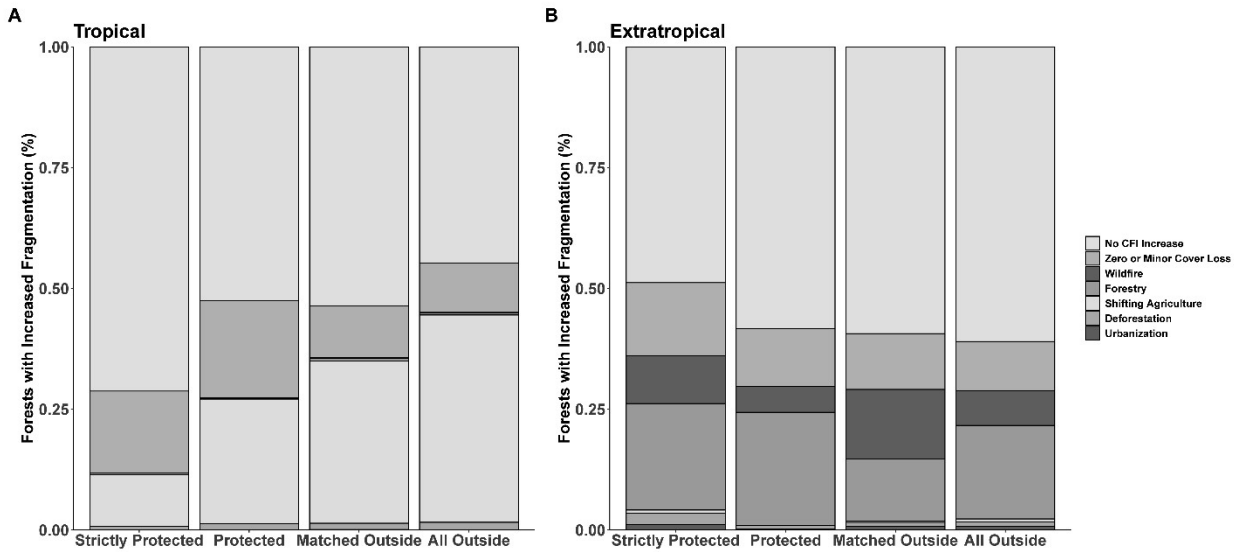 A
Tropical
Forests with Increased Fragmentation (%)
1.00
0.75
0.50
0.25
0.00
Strictly Protected Protected Matched Outside All Outside
B
Extratropical
Forests with Increased Fragmentation (%)
1.00
0.75
0.50
0.25
0.00
Strictly Protected Protected Matched Outside All Outside
No CFI Increase
Zero or Minor Cover Loss
Wildfire
Forestry
Shifting Agriculture
Deforestation
Urbanization